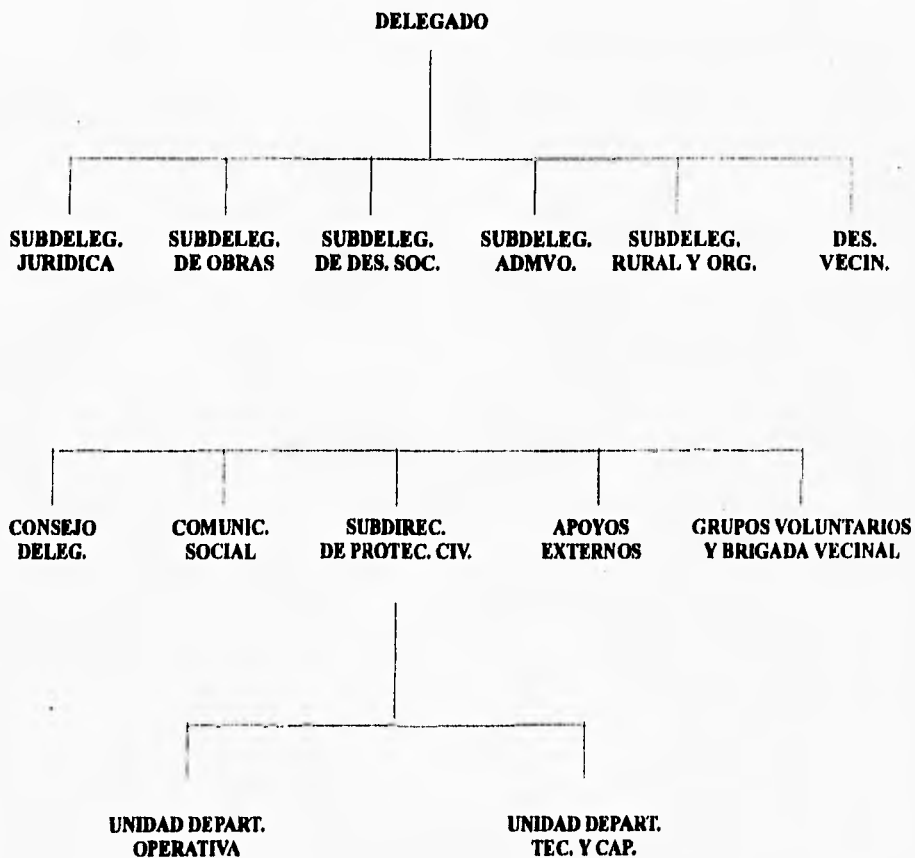 DELEGADO
SUBDELEG.
JURIDICA
SUBDELEG.
DE OBRAS
SUBDELEG.
DE DES. SOC.
SUBDELEG.
ADMVO.
SUBDELEG.
RURAL Y ORG.
DES.
VECIN.
CONSEJO
DELEG.
COMUNIC.
SOCIAL
SUBDIREC.
DE PROTEC. CIV.
APOYOS
EXTERNOS
GRUPOS VOLUNTARIOS
Y BRIGADA VECINAL
UNIDAD DEPART.
OPERATIVA
UNIDAD DEPART.
TEC. Y CAP.